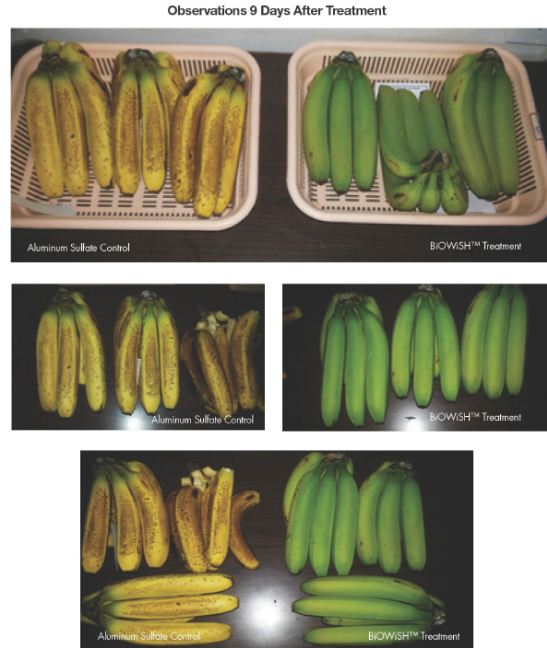 Observations 9 Days After Treatment
Aluminum Sulfate Control
BiOWiSH™ Treatment
Aluminum Sulfate Control
BiOWiSH™ Treatment
Aluminum Sulfate Control
BiOWiSH™ Treatment